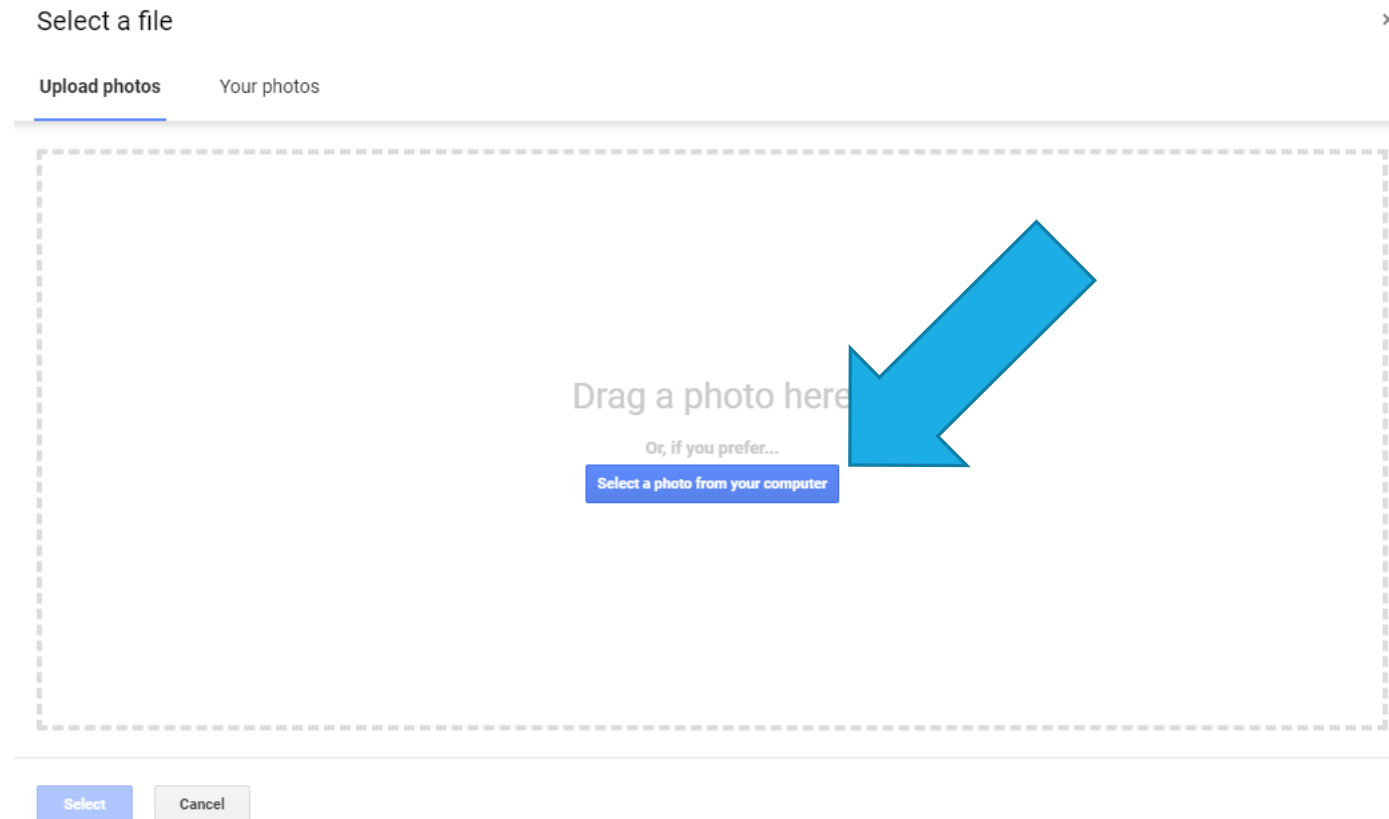 Select a file
Upload photos Your photos
Drag a photo here
Or, if you prefer...
Select a photo from your computer
Select Cancel